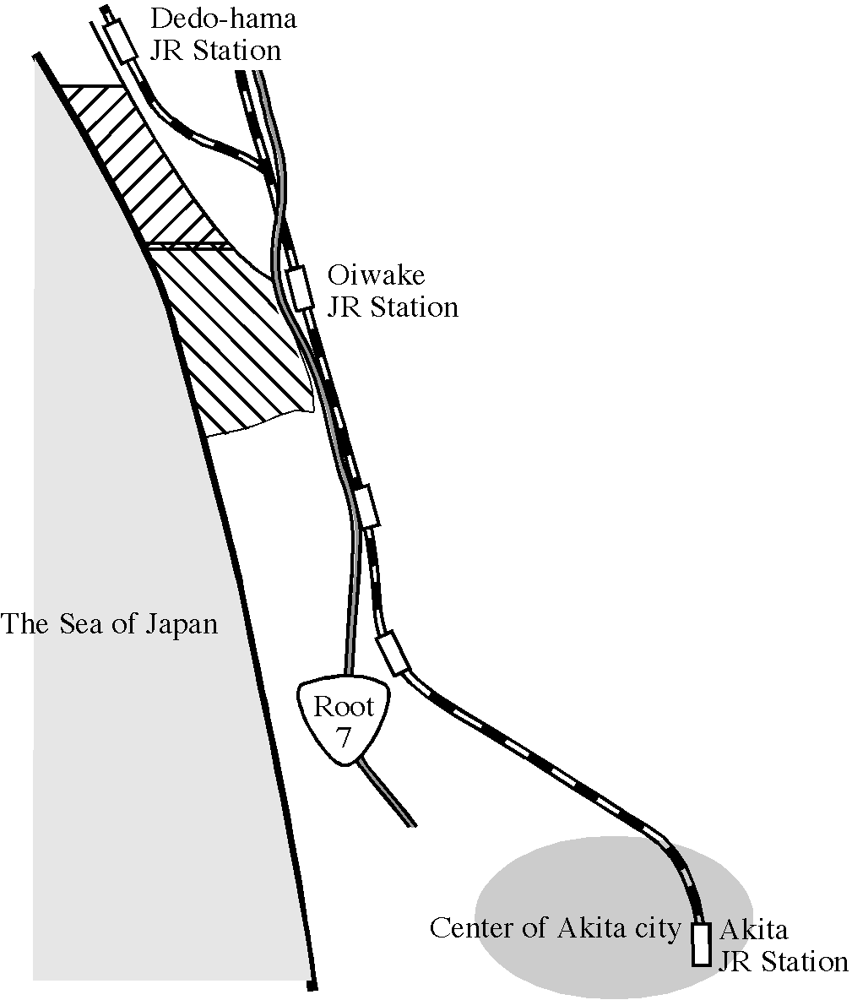 Dedo-hama
JR Station
Oiwake
JR Station
The Sea of Japan
Root
7
Center of Akita city
Akita
JR Station